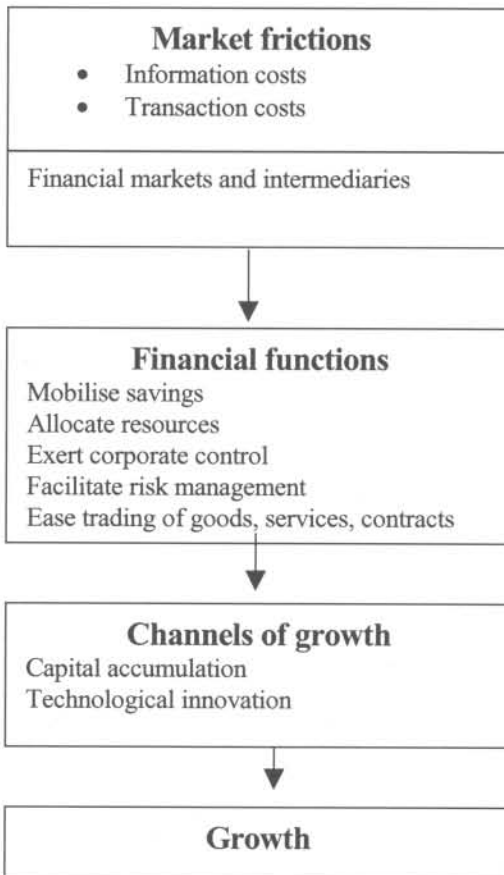 Market frictions
• Information costs
• Transaction costs
Financial markets and intermediaries
Financial functions
Mobilise savings
Allocate resources
Exert corporate control
Facilitate risk management
Ease trading of goods, services, contracts
Channels of growth
Capital accumulation
Technological innovation
Growth